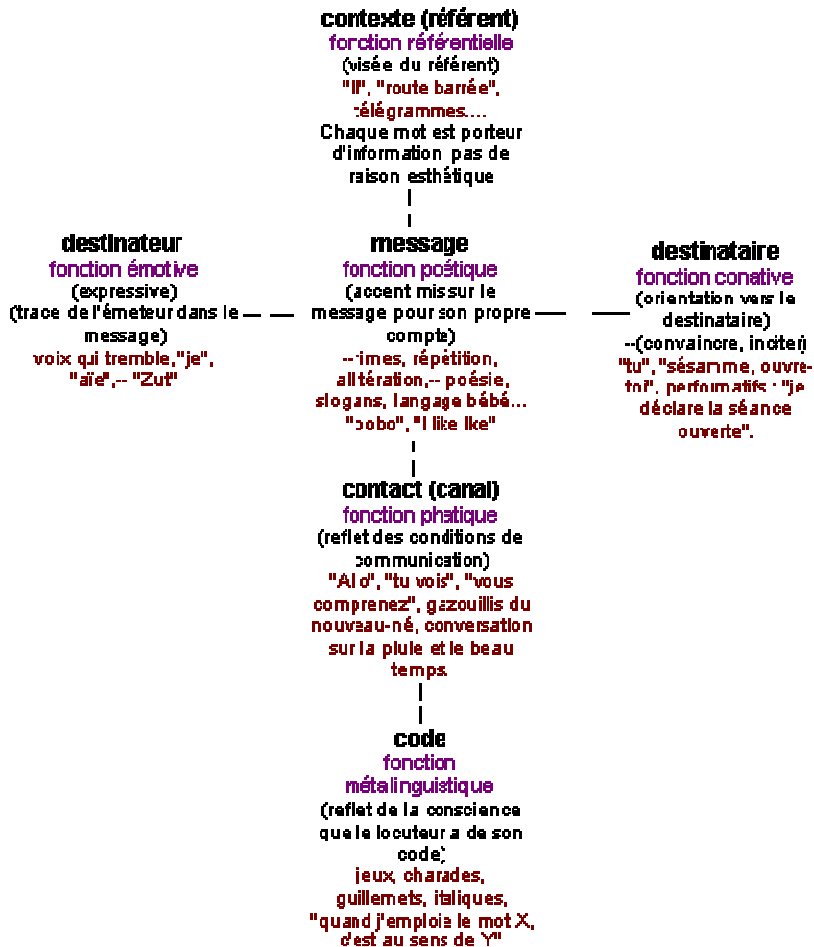 contexte (référent)
fonction référentielle
(visée du référent)
"Il", "route barrée",
télégrammes....
Chaque mot est porteur
d'information pas de
raison esthétique
destinateur
fonction émotive
(expressive)
(trace de l'émeteur dans le
message)
voix qui tremble,"je",
"aïe",-- "Zut"
message
fonction poétique
(accent mis sur le
message pour son propre
compte)
--rimes, répétition,
allitération,-- poésie,
slogans, langage bébé...
"bobo", "I like Ike"
destinataire
fonction conative
(orientation vers le
destinataire)
--(convaincre, inciter)
"tu", "sésamme, ouvre-
toi", performatifs : "je
déclare la séance
ouverte".
contact (canal)
fonction phatique
(reflet des conditions de
communication)
"Allo", "tu vois", "vous
comprenez", gazouillis du
nouveau-né, conversation
sur la pluie et le beau
temps.
code
fonction
métalinguistique
(reflet de la conscience
que le locuteur a de son
code)
jeux, charades,
guillemets, italiques,
"quand j'emploie le mot X,
c'est au sens de Y"